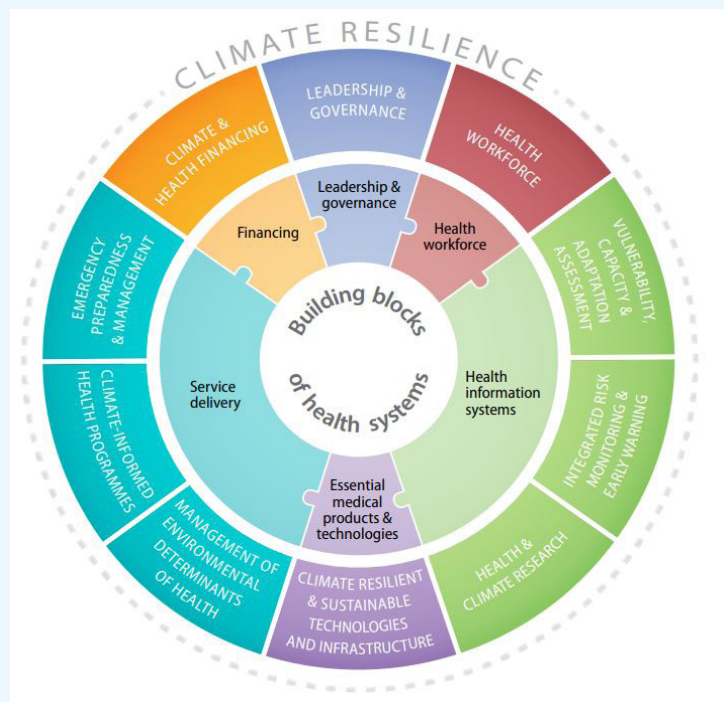 CLIMATE RESILIENCE
LEADERSHIP &
GOVERNANCE
HEALTH
WORKFORCE
VULNERABILITY,
CAPACITY &
ADAPTATION
ASSESSMENT
INTEGRATED RISK
MONITORING &
EARLY WARNING
HEALTH &
CLIMATE RESEARCH
CLIMATE RESILIENT
& SUSTAINABLE
TECHNOLOGIES
AND INFRASTRUCTURE
MANAGEMENT OF
ENVIRONMENTAL
DETERMINANTS
OF HEALTH
CLIMATE-INFORMED
HEALTH PROGRAMMES
EMERGENCY
PREPAREDNESS
& MANAGEMENT
CLIMATE &
HEALTH FINANCING
Leadership &
governance
Health
workforce
Health
information
systems
Essential
medical
products &
technologies
Service
delivery
Financing
Building blocks
of health systems